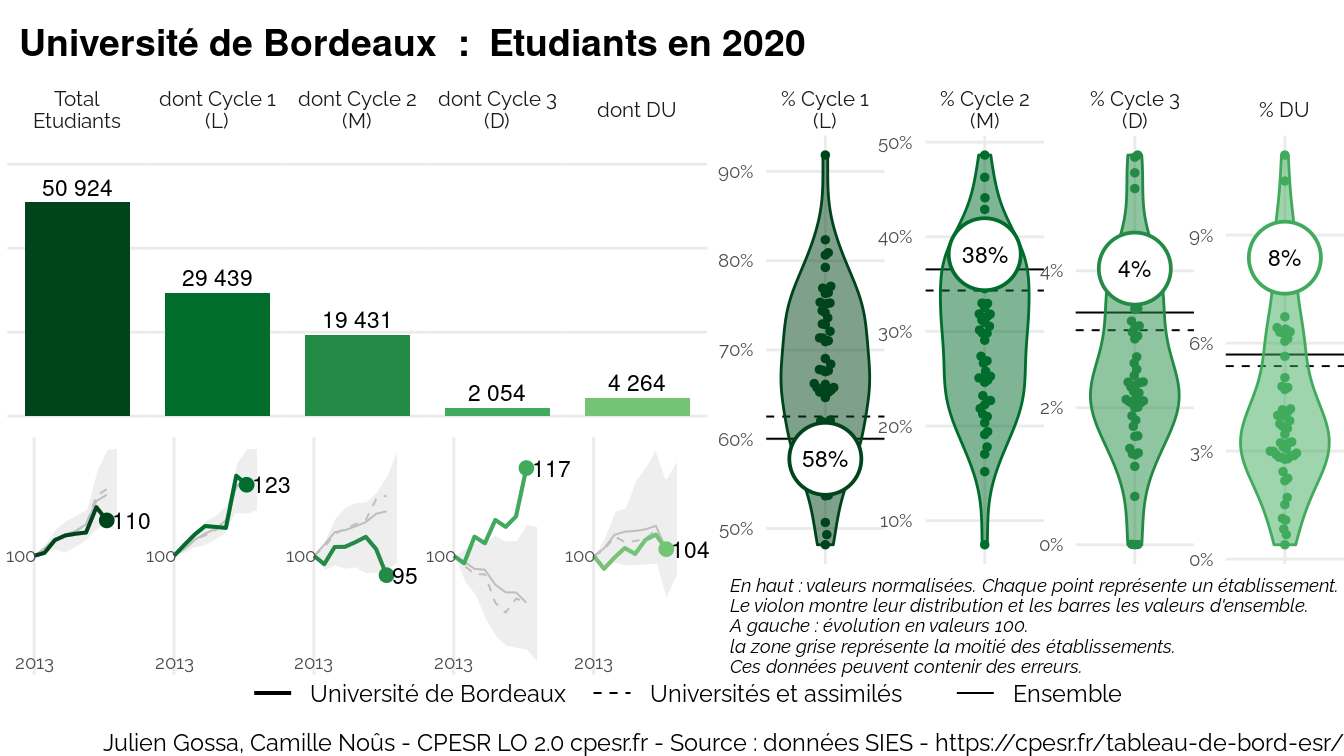 Université de Bordeaux : Etudiants en 2020
Total
Etudiants
dont Cycle 1
(L)
dont Cycle 2
(M)
dont Cycle 3
(D)
dont DU
50 924
29 439
19 431
2 054
4 264
100
110
2013
100
123
2013
100
95
2013
100
117
2013
100
104
2013
% Cycle 1
(L)
90%
80%
70%
60%
50%
58%
% Cycle 2
(M)
50%
40%
30%
20%
10%
38%
% Cycle 3
(D)
4%
2%
0%
4%
% DU
9%
6%
3%
0%
8%
En haut : valeurs normalisées. Chaque point représente un établissement.
Le violon montre leur distribution et les barres les valeurs d'ensemble.
A gauche : évolution en valeurs 100.
la zone grise représente la moitié des établissements.
Ces données peuvent contenir des erreurs.
Université de Bordeaux
Universités et assimilés
Ensemble
Julien Gossa, Camille Noûs - CPESR LO 2.0 cpesr.fr - Source : données SIES - https://cpesr.fr/tableau-de-bord-esr/